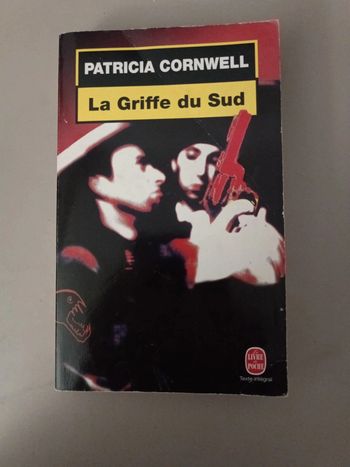 PATRICIA CORNWELL
La Griffe du Sud
LE LIVRE
DE POCHE
Texte intégral